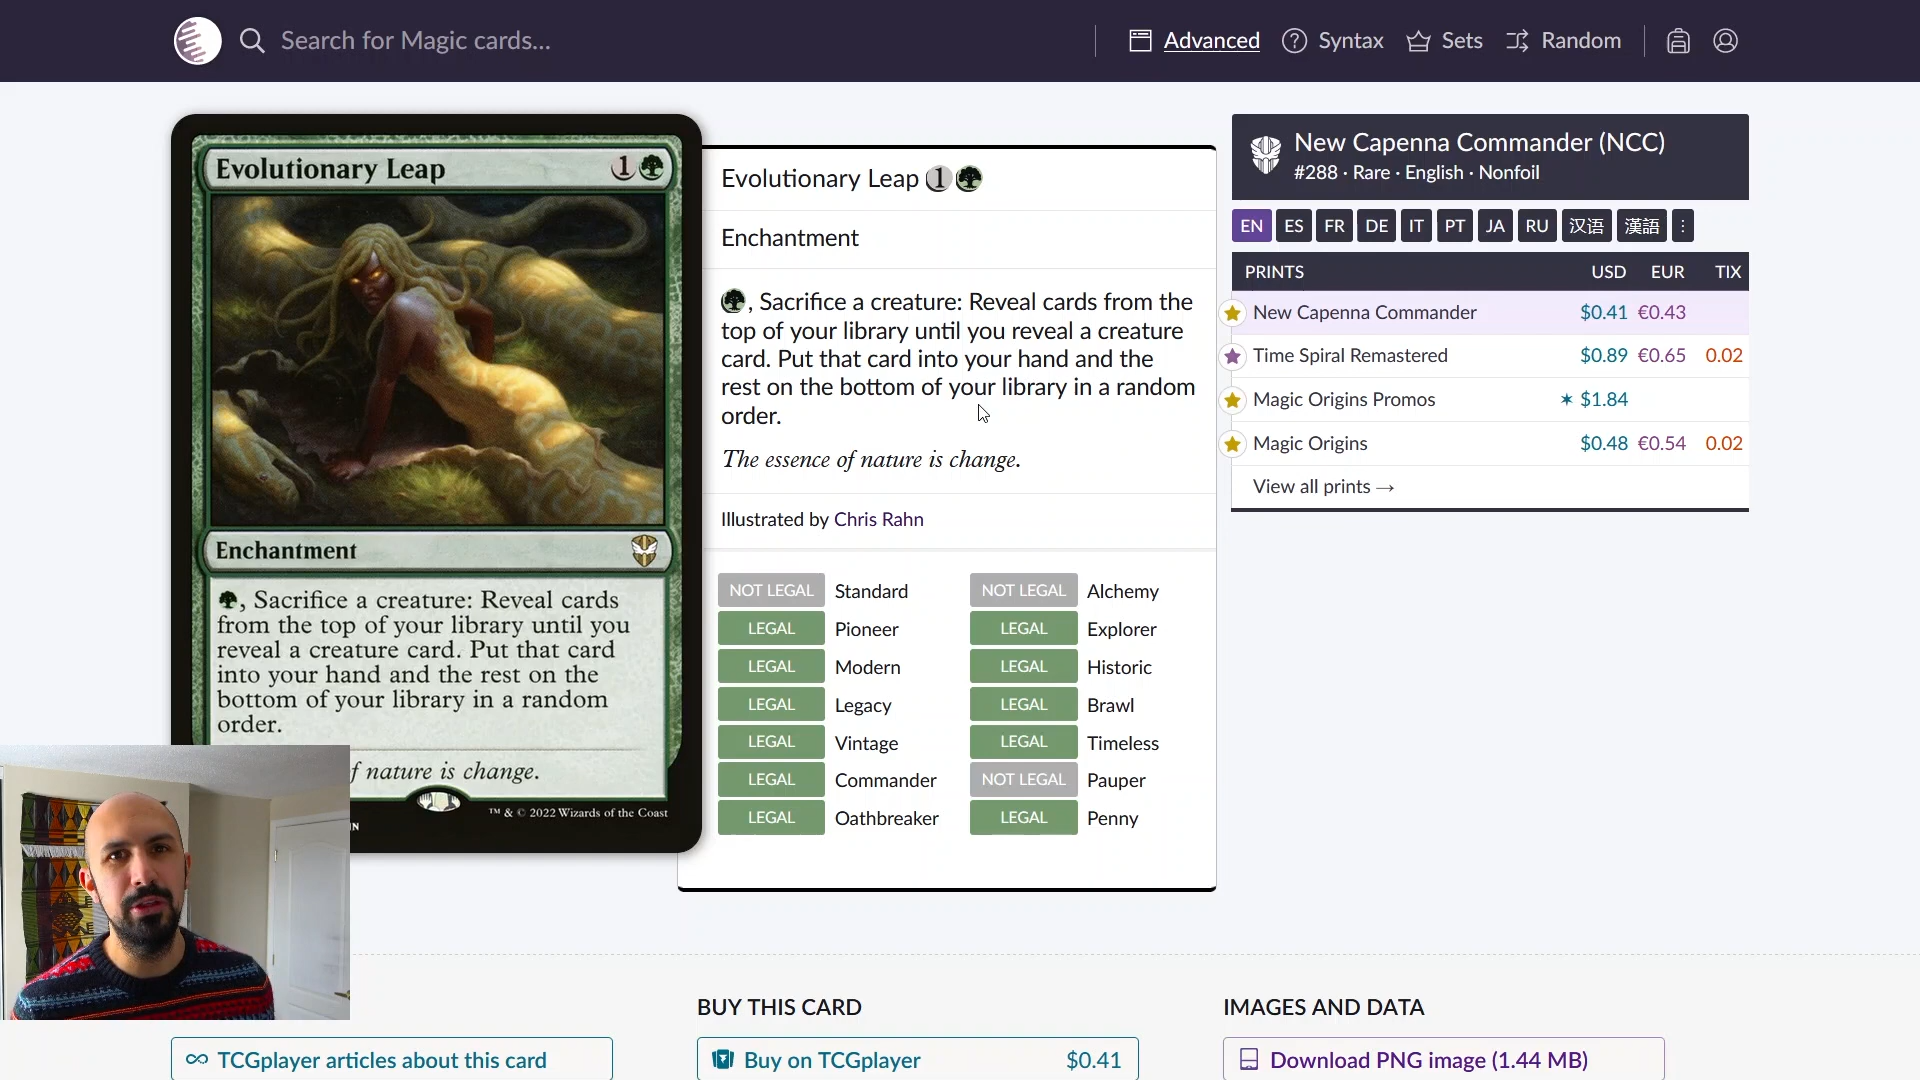 Search for Magic cards...
Advanced
Syntax
Sets
Random
Evolutionary Leap 1
Enchantment
, Sacrifice a creature: Reveal cards
from the top of your library until you
reveal a creature card. Put that card
into your hand and the rest on the
bottom of your library in a random
order.
f nature is change.
™ & © 2022 Wizards of the Coast
N
Evolutionary Leap 1
Enchantment
, Sacrifice a creature: Reveal cards from the
top of your library until you reveal a creature
card. Put that card into your hand and the
rest on the bottom of your library in a random
order.
The essence of nature is change.
Illustrated by Chris Rahn
NOT LEGAL Standard NOT LEGAL Alchemy
LEGAL Pioneer LEGAL Explorer
LEGAL Modern LEGAL Historic
LEGAL Legacy LEGAL Brawl
LEGAL Vintage LEGAL Timeless
LEGAL Commander NOT LEGAL Pauper
LEGAL Oathbreaker LEGAL Penny
New Capenna Commander (NCC)
#288 · Rare · English · Nonfoil
EN ES FR DE IT PT JA RU 汉语 漢語
PRINTS USD EUR TIX
New Capenna Commander $0.41 €0.43
Time Spiral Remastered $0.89 €0.65 0.02
Magic Origins Promos $1.84
Magic Origins $0.48 €0.54 0.02
View all prints →
TCGplayer articles about this card
BUY THIS CARD
Buy on TCGplayer $0.41
IMAGES AND DATA
Download PNG image (1.44 MB)